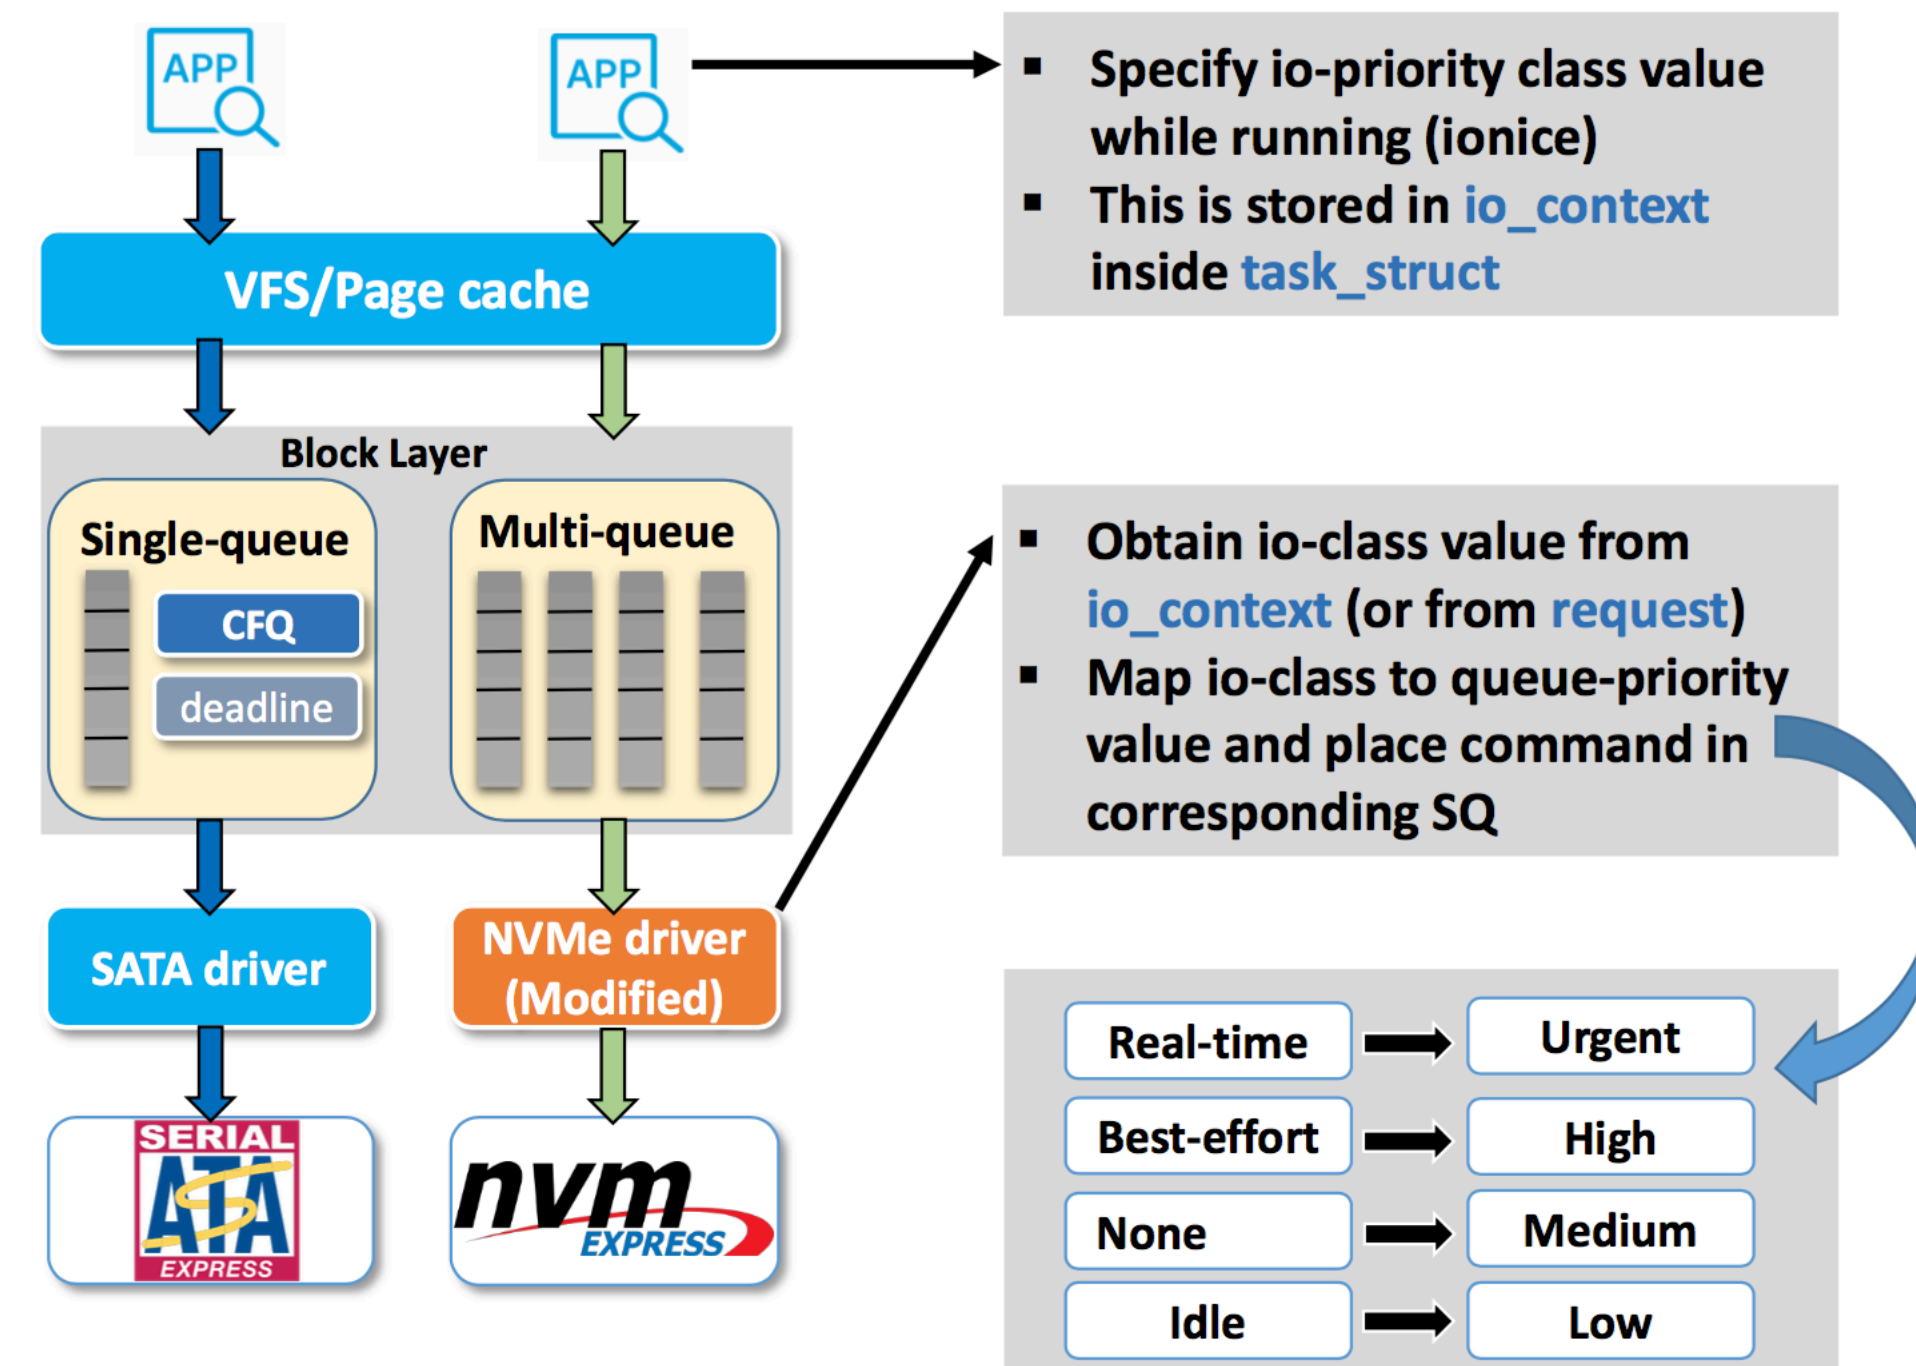 APP
APP
VFS/Page cache
Block Layer
Single-queue
CFQ
deadline
Multi-queue
SATA driver
NVMe driver
(Modified)
SERIAL
ATA
EXPRESS
nvm
EXPRESS
▪ Specify io-priority class value
while running (ionice)
▪ This is stored in io_context
inside task_struct
▪ Obtain io-class value from
io_context (or from request)
▪ Map io-class to queue-priority
value and place command in
corresponding SQ
Real-time
Urgent
Best-effort
High
None
Medium
Idle
Low